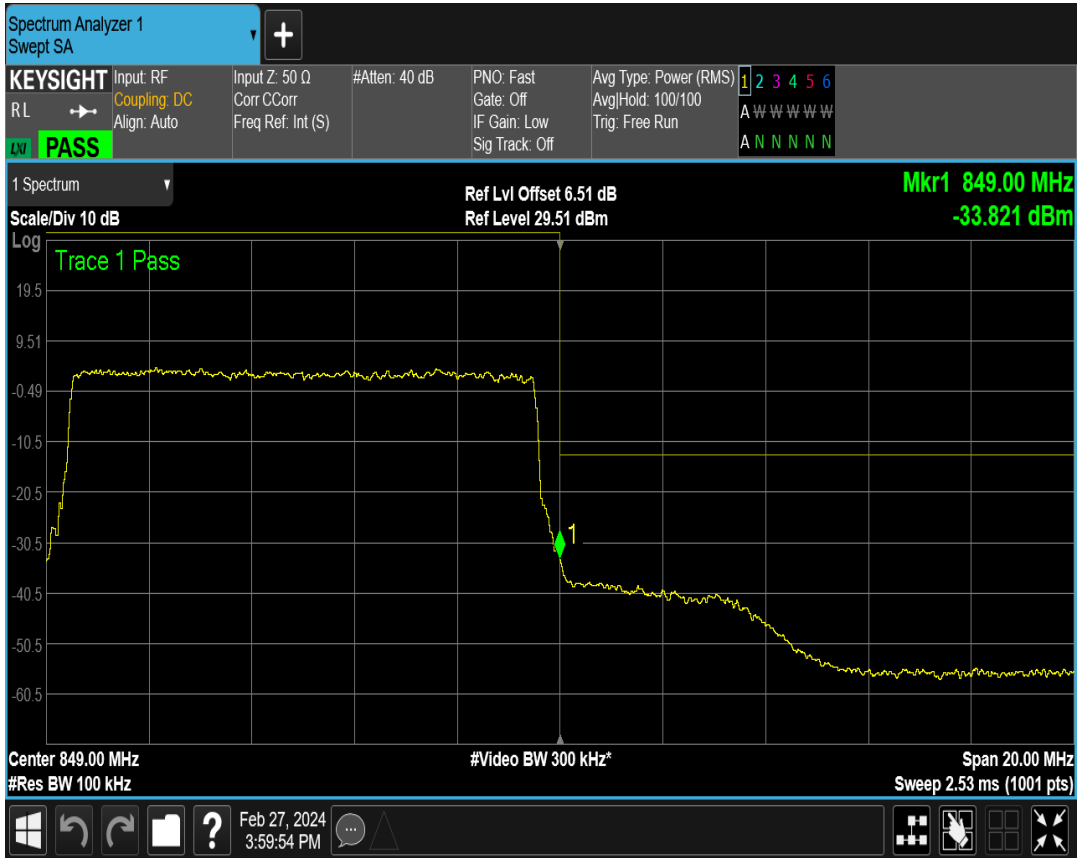 Spectrum Analyzer 1
Swept SA
KEYSIGHT
RL
LXI PASS
Input: RF
Coupling: DC
Align: Auto
Input Z: 50 Ω
Corr CCorr
Freq Ref: Int (S)
#Atten: 40 dB
PNO: Fast
Gate: Off
IF Gain: Low
Sig Track: Off
Avg Type: Power (RMS)
Avg|Hold: 100/100
Trig: Free Run
1 2 3 4 5 6
A W W W W W
A N N N N N
1 Spectrum
Scale/Div 10 dB
Ref Lvl Offset 6.51 dB
Ref Level 29.51 dBm
Mkr1 849.00 MHz
-33.821 dBm
Log
Trace 1 Pass
19.5
9.51
-0.49
-10.5
-20.5
-30.5
-40.5
-50.5
-60.5
1
Center 849.00 MHz
#Res BW 100 kHz
#Video BW 300 kHz*
Span 20.00 MHz
Sweep 2.53 ms (1001 pts)
?
Feb 27, 2024
3:59:54 PM